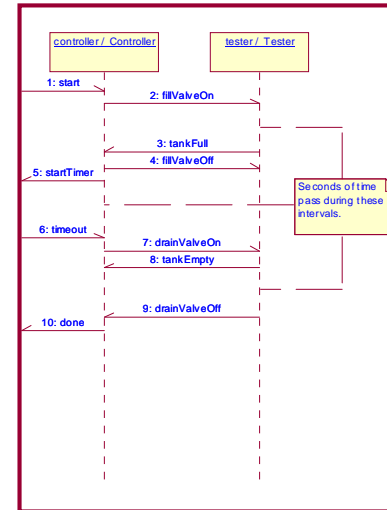 controller / Controller
tester / Tester
1: start
2: fillValveOn
3: tankFull
4: fillValveOff
5: startTimer
Seconds of time
pass during these
intervals.
6: timeout
7: drainValveOn
8: tankEmpty
9: drainValveOff
10: done